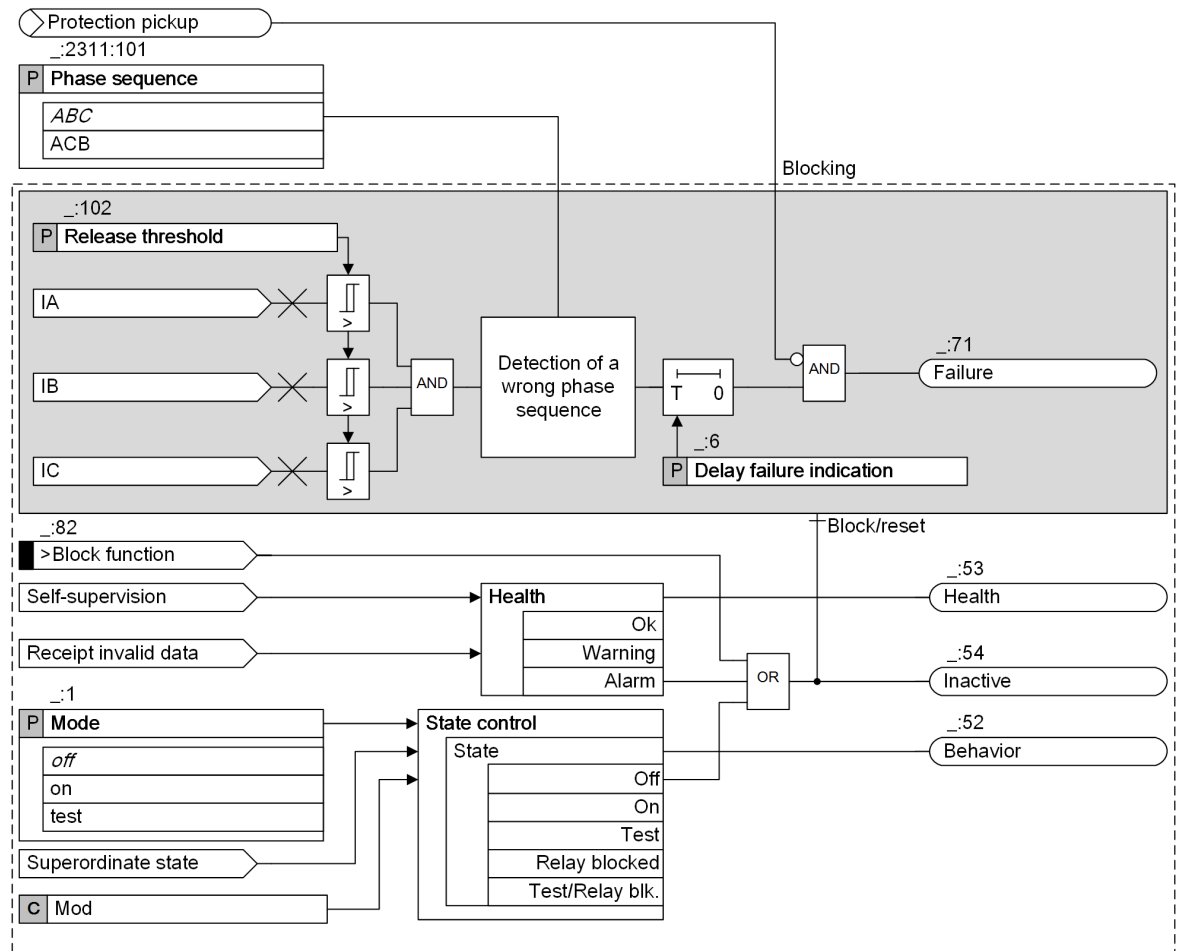 Protection pickup
_:2311:101
P Phase sequence
ABC
ACB
Blocking
_:102
P Release threshold
IA
>
IB
>
IC
>
AND
Detection of a
wrong phase
sequence
T 0
_:6
P Delay failure indication
AND
_:71
Failure
Block/reset
_:82
>Block function
Self-supervision
Receipt invalid data
Health
Ok
Warning
Alarm
OR
_:53
Health
_:54
Inactive
_:52
Behavior
_:1
P Mode
off
on
test
Superordinate state
C Mod
State control
State
Off
On
Test
Relay blocked
Test/Relay blk.